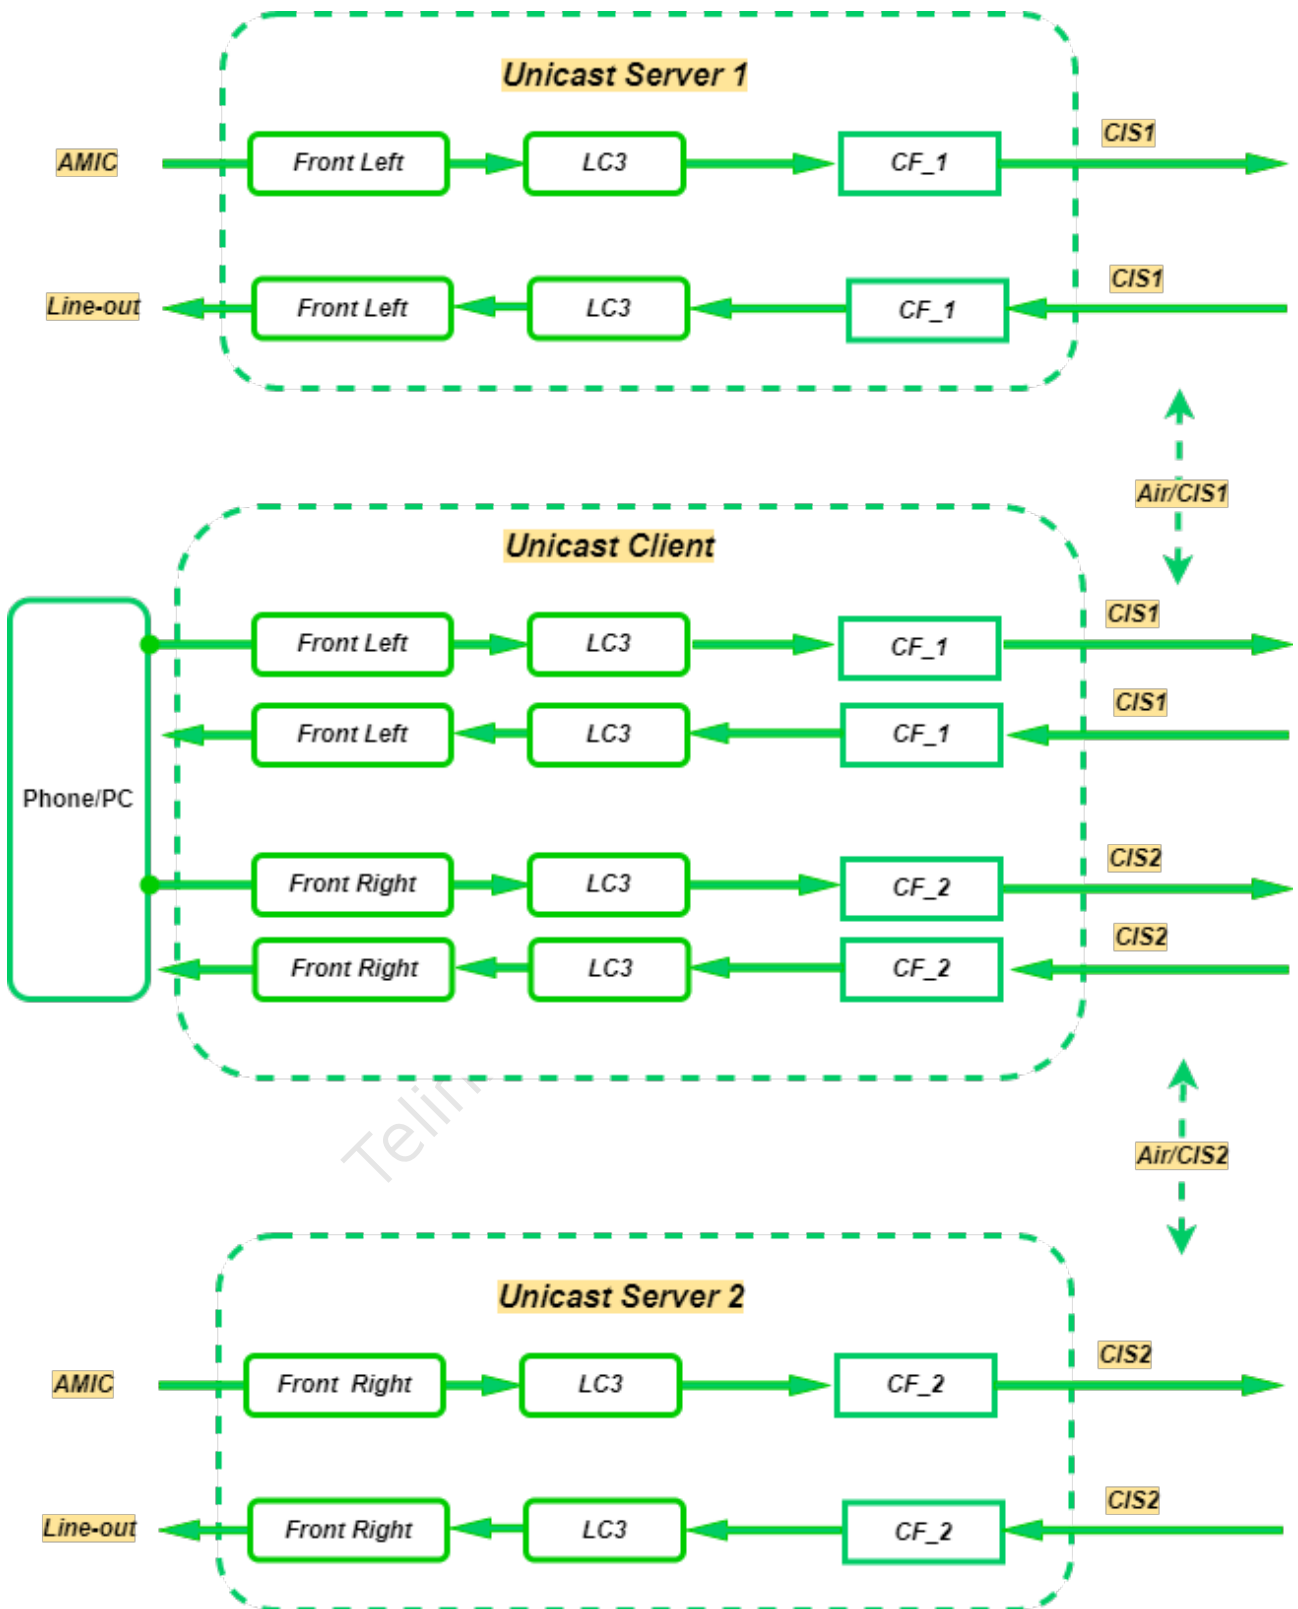 Unicast Server 1
AMIC Front Left LC3 CF_1 CIS1
Line-out Front Left LC3 CF_1 CIS1
Air/CIS1
Unicast Client
Phone/PC
Front Left LC3 CF_1 CIS1
Front Left LC3 CF_1 CIS1
Front Right LC3 CF_2 CIS2
Front Right LC3 CF_2 CIS2
Telin
Air/CIS2
Unicast Server 2
AMIC Front Right LC3 CF_2 CIS2
Line-out Front Right LC3 CF_2 CIS2